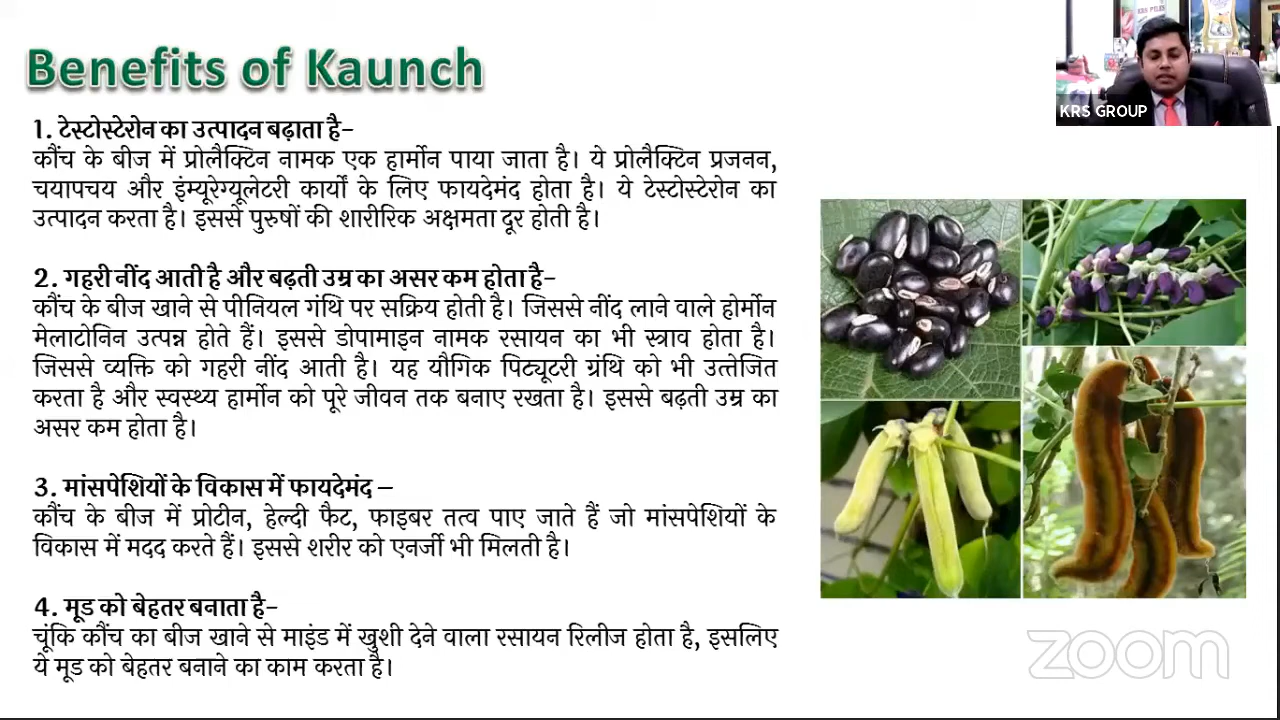 Benefits of Kaunch
KRS GROUP
1. टेस्टोस्टेरोन का उत्पादन बढ़ाता है-
कौंच के बीज में प्रोलैक्टिन नामक एक हार्मोन पाया जाता है। ये प्रोलैक्टिन प्रजनन,
चयापचय और इंम्यूरेग्यूलेटरी कार्यों के लिए फायदेमंद होता है। ये टेस्टोस्टेरोन का
उत्पादन करता है। इससे पुरुषों की शारीरिक अक्षमता दूर होती है।
2. गहरी नींद आती है और बढ़ती उम्र का असर कम होता है-
कौंच के बीज खाने से पीनियल गंथि पर सक्रिय होती है। जिससे नींद लाने वाले होर्मोन
मेलाटोनिन उत्पन्न होते हैं। इससे डोपामाइन नामक रसायन का भी स्त्राव होता है।
जिससे व्यक्ति को गहरी नींद आती है। यह यौगिक पिट्यूटरी ग्रंथि को भी उत्तेजित
करता है और स्वस्थ्य हार्मोन को पूरे जीवन तक बनाए रखता है। इससे बढ़ती उम्र का
असर कम होता है।
3. मांसपेशियों के विकास में फायदेमंद –
कौंच के बीज में प्रोटीन, हेल्दी फैट, फाइबर तत्व पाए जाते हैं जो मांसपेशियों के
विकास में मदद करते हैं। इससे शरीर को एनर्जी भी मिलती है।
4. मूड को बेहतर बनाता है-
चूंकि कौंच का बीज खाने से माइंड में खुशी देने वाला रसायन रिलीज होता है, इसलिए
ये मूड को बेहतर बनाने का काम करता है।
zoom